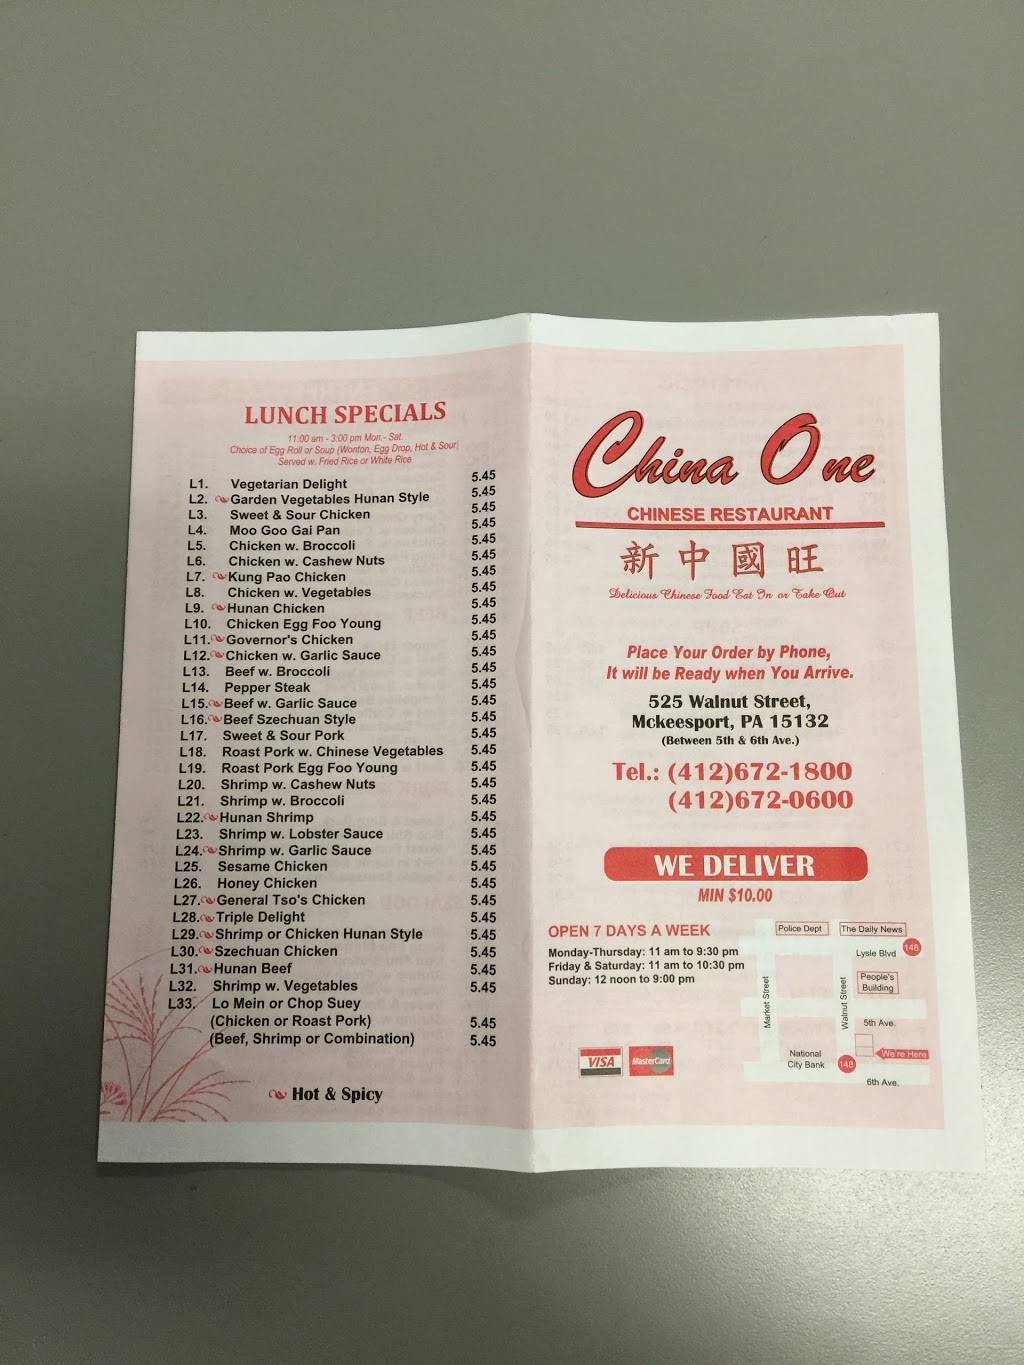 LUNCH SPECIALS
11:00 am - 3:00 pm Mon.- Sat.
Choice of Egg Roll or Soup (Wonton, Egg Drop, Hot & Sour)
Served w. Fried Rice or White Rice
L1. Vegetarian Delight 5.45
L2. Garden Vegetables Hunan Style 5.45
L3. Sweet & Sour Chicken 5.45
L4. Moo Goo Gai Pan 5.45
L5. Chicken w. Broccoli 5.45
L6. Chicken w. Cashew Nuts 5.45
L7. Kung Pao Chicken 5.45
L8. Chicken w. Vegetables 5.45
L9. Hunan Chicken 5.45
L10. Chicken Egg Foo Young 5.45
L11. Governor's Chicken 5.45
L12. Chicken w. Garlic Sauce 5.45
L13. Beef w. Broccoli 5.45
L14. Pepper Steak 5.45
L15. Beef w. Garlic Sauce 5.45
L16. Beef Szechuan Style 5.45
L17. Sweet & Sour Pork 5.45
L18. Roast Pork w. Chinese Vegetables 5.45
L19. Roast Pork Egg Foo Young 5.45
L20. Shrimp w. Cashew Nuts 5.45
L21. Shrimp w. Broccoli 5.45
L22. Hunan Shrimp 5.45
L23. Shrimp w. Lobster Sauce 5.45
L24. Shrimp w. Garlic Sauce 5.45
L25. Sesame Chicken 5.45
L26. Honey Chicken 5.45
L27. General Tso's Chicken 5.45
L28. Triple Delight 5.45
L29. Shrimp or Chicken Hunan Style 5.45
L30. Szechuan Chicken 5.45
L31. Hunan Beef 5.45
L32. Shrimp w. Vegetables 5.45
L33. Lo Mein or Chop Suey
(Chicken or Roast Pork) 5.45
(Beef, Shrimp or Combination) 5.45
Hot & Spicy
China One
CHINESE RESTAURANT
新中國旺
Delicious Chinese Food Eat In or Take Out
Place Your Order by Phone,
It will be Ready when You Arrive.
525 Walnut Street,
Mckeesport, PA 15132
(Between 5th & 6th Ave.)
Tel.: (412)672-1800
(412)672-0600
WE DELIVER
MIN $10.00
OPEN 7 DAYS A WEEK
Monday-Thursday: 11 am to 9:30 pm
Friday & Saturday: 11 am to 10:30 pm
Sunday: 12 noon to 9:00 pm
VISA
MasterCard
Police Dept
The Daily News
Lysle Blvd
148
People's
Building
Market Street
Walnut Street
5th Ave.
National
City Bank
148
We're Here
6th Ave.